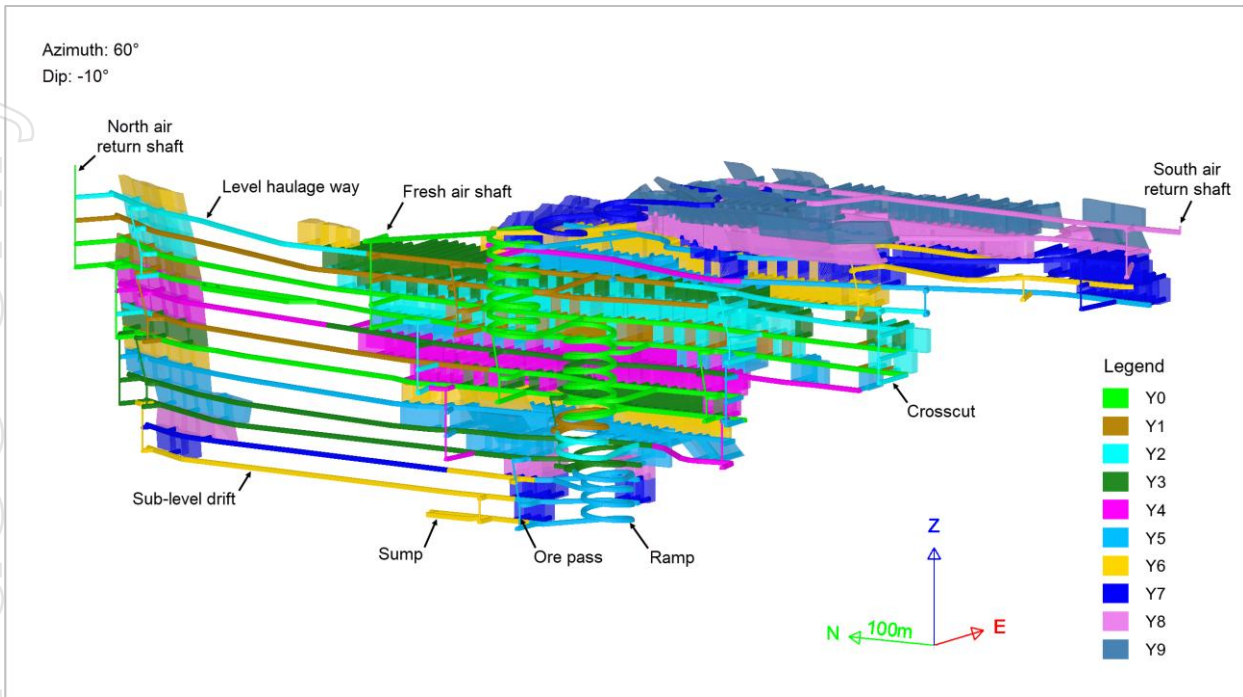 Azimuth: 60°
Dip: -10°
North air
return shaft
Level haulage way
Fresh air shaft
South air
return shaft
Crosscut
Sub-level drift
Sump
Ore pass
Ramp
Legend
Y0
Y1
Y2
Y3
Y4
Y5
Y6
Y7
Y8
Y9
Z
N
100m
E